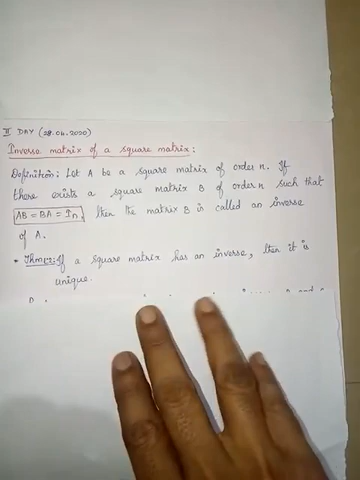 II DAY (28.04.2020)
Inverse matrix of a square matrix:
Definition: Let A be a square matrix of order n. If
there exists a square matrix B of order n such that
AB = BA = In, then the matrix B is called an inverse
of A.
• Thm:1: If a square matrix has an inverse, then it is
unique.